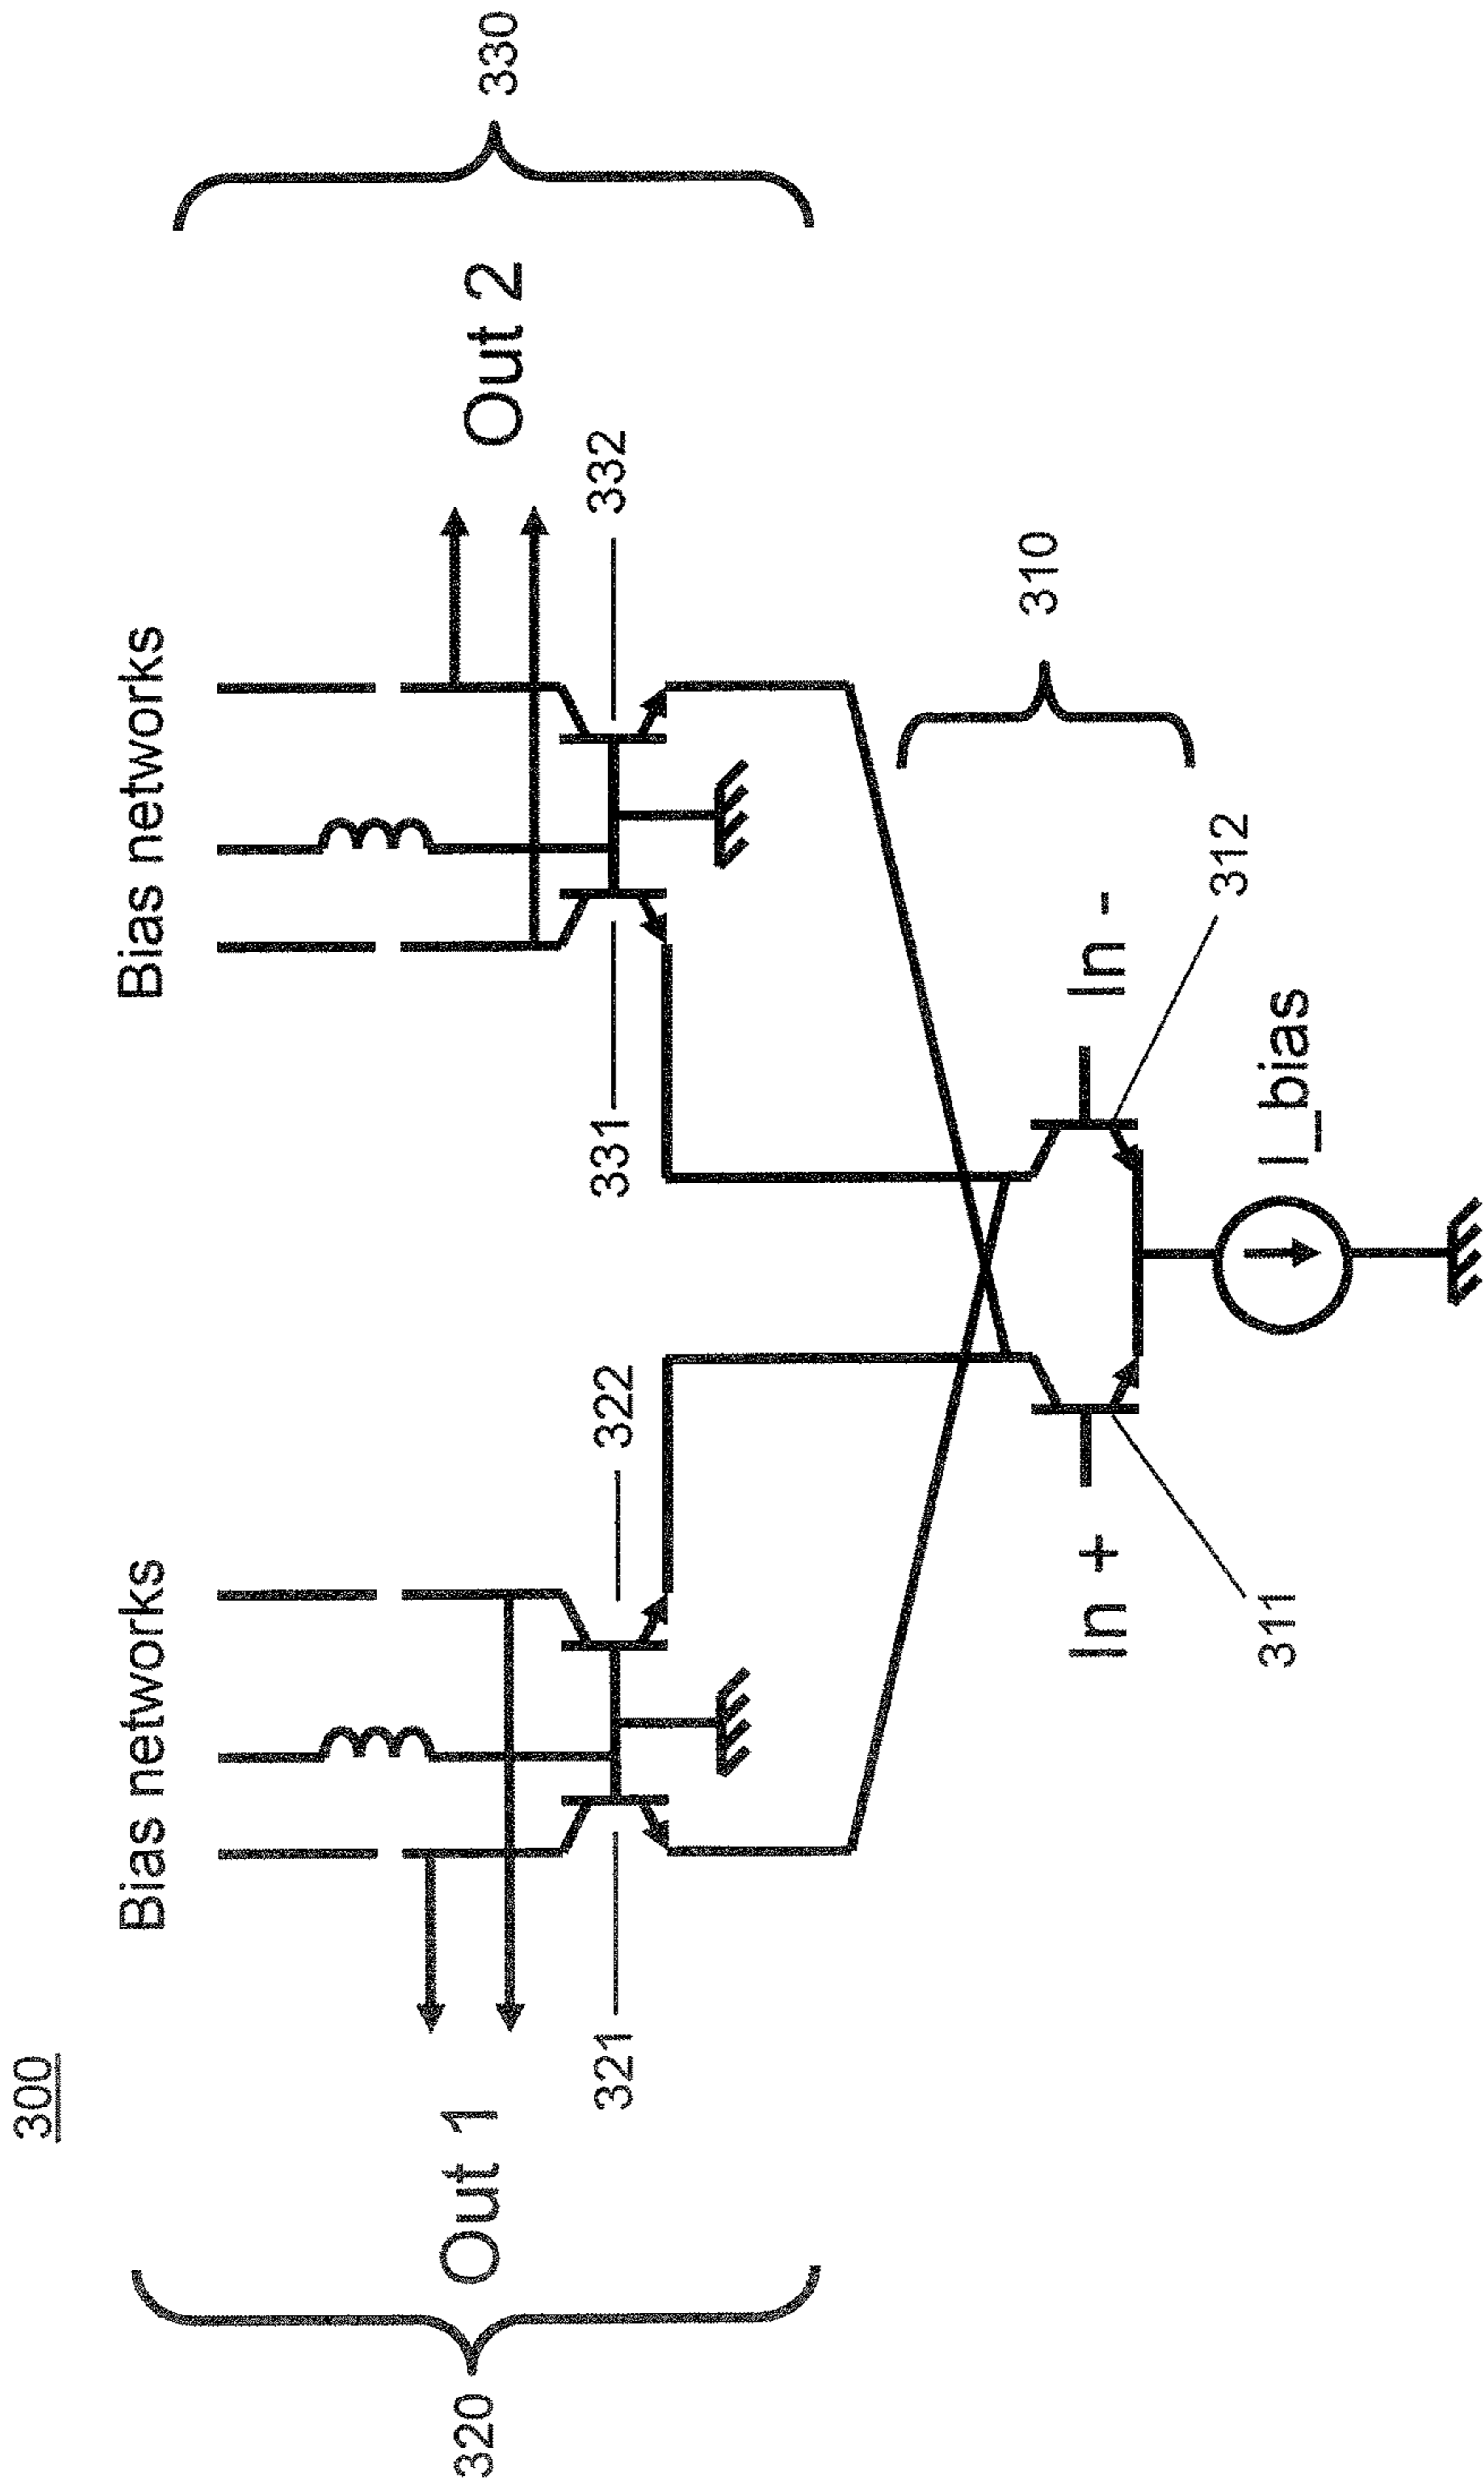 300
Bias networks
Bias networks
320
Out 1
Out 2
330
321
322
331
332
310
In +
In -
311
312
I_bias